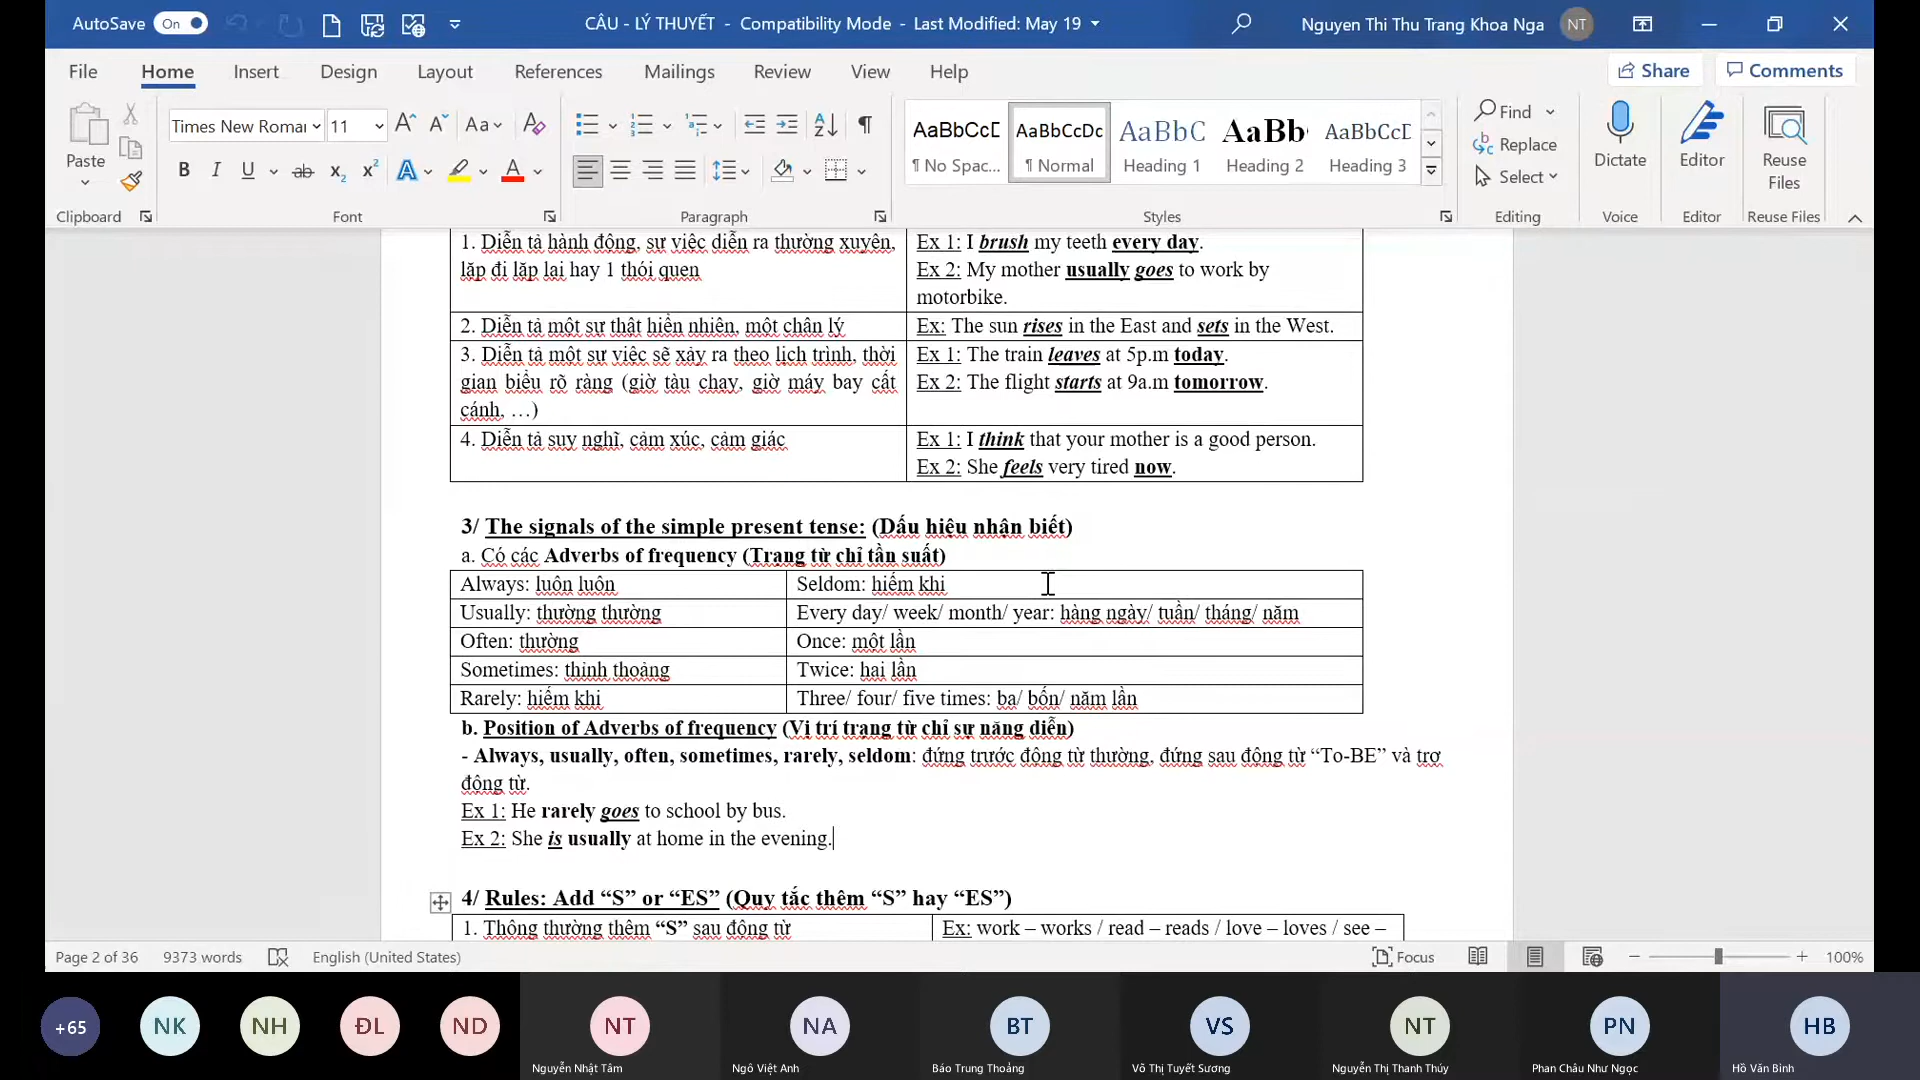 AutoSave On
CÂU - LÝ THUYẾT - Compatibility Mode - Last Modified: May 19
Nguyen Thi Thu Trang Khoa Nga NT
File Home Insert Design Layout References Mailings Review View Help
Share Comments
Times New Romar 11
Paste
AaBbCcD AaBbCcDc AaBbC AaBb AaBbCcD
¶ No Spac... ¶ Normal Heading 1 Heading 2 Heading 3
Find
Replace
Select
Dictate
Editor
Reuse
Files
Clipboard Font Paragraph Styles Editing Voice Editor Reuse Files
1. Diễn tả hành động, sự việc diễn ra thường xuyên,
lặp đi lặp lại hay 1 thói quen
Ex 1: I brush my teeth every day.
Ex 2: My mother usually goes to work by
motorbike.
2. Diễn tả một sự thật hiển nhiên, một chân lý
Ex: The sun rises in the East and sets in the West.
3. Diễn tả một sự việc sẽ xảy ra theo lịch trình, thời
gian biểu rõ ràng (giờ tàu chạy, giờ máy bay cất
cánh, …)
Ex 1: The train leaves at 5p.m today.
Ex 2: The flight starts at 9a.m tomorrow.
4. Diễn tả suy nghĩ, cảm xúc, cảm giác
Ex 1: I think that your mother is a good person.
Ex 2: She feels very tired now.
3/ The signals of the simple present tense: (Dấu hiệu nhận biết)
a. Có các Adverbs of frequency (Trạng từ chỉ tần suất)
Always: luôn luôn
Seldom: hiếm khi
Usually: thường thường
Every day/ week/ month/ year: hàng ngày/ tuần/ tháng/ năm
Often: thường
Once: một lần
Sometimes: thỉnh thoảng
Twice: hai lần
Rarely: hiếm khi
Three/ four/ five times: ba/ bốn/ năm lần
b. Position of Adverbs of frequency (Vị trí trạng từ chỉ sự năng diễn)
- Always, usually, often, sometimes, rarely, seldom: đứng trước động từ thường, đứng sau động từ “To-BE” và trợ
động từ.
Ex 1: He rarely goes to school by bus.
Ex 2: She is usually at home in the evening.
4/ Rules: Add “S” or “ES” (Quy tắc thêm “S” hay “ES”)
1. Thông thường thêm “S” sau động từ
Ex: work – works / read – reads / love – loves / see –
Page 2 of 36 9373 words English (United States) Focus 100%
+65 NK NH ĐL ND NT NA BT VS NT PN HB
Nguyễn Nhật Tâm Ngô Việt Anh Báo Trung Thoảng Võ Thị Tuyết Sương Nguyễn Thị Thanh Thúy Phan Châu Như Ngọc Hồ Văn Bình